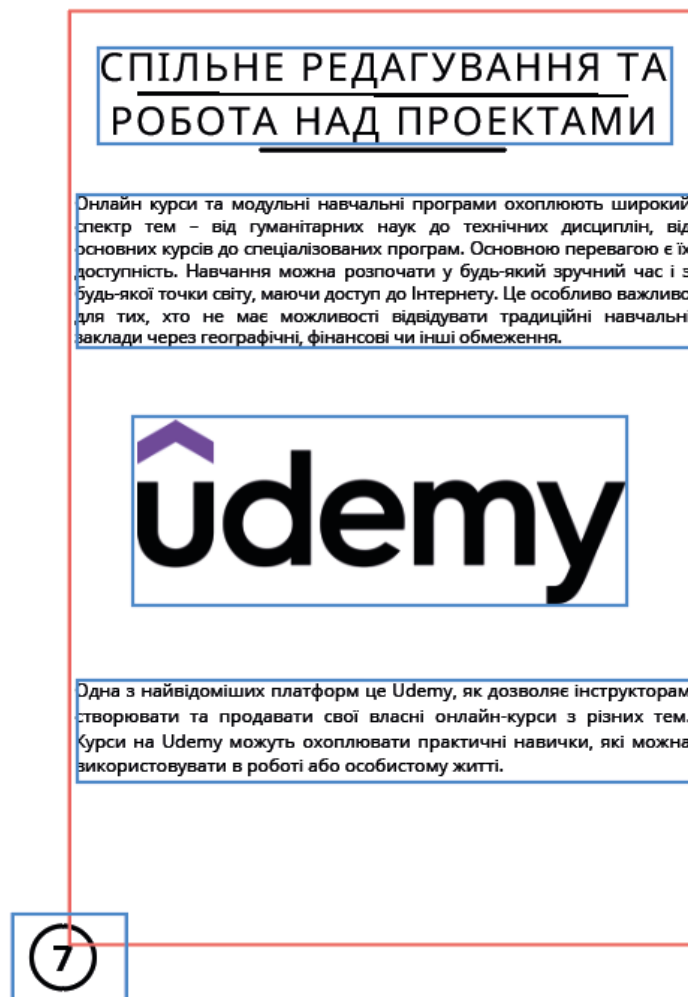 СПІЛЬНЕ РЕДАГУВАННЯ ТА
РОБОТА НАД ПРОЕКТАМИ
Онлайн курси та модульні навчальні програми охоплюють широкий
спектр тем – від гуманітарних наук до технічних дисциплін, від
основних курсів до спеціалізованих програм. Основною перевагою є їх
доступність. Навчання можна розпочати у будь-який зручний час і з
будь-якої точки світу, маючи доступ до Інтернету. Це особливо важливо
для тих, хто не має можливості відвідувати традиційні навчальні
заклади через географічні, фінансові чи інші обмеження.
udemy
Одна з найвідоміших платформ це Udemy, як дозволяє інструкторам
створювати та продавати свої власні онлайн-курси з різних тем.
Курси на Udemy можуть охоплювати практичні навички, які можна
використовувати в роботі або особистому житті.
7